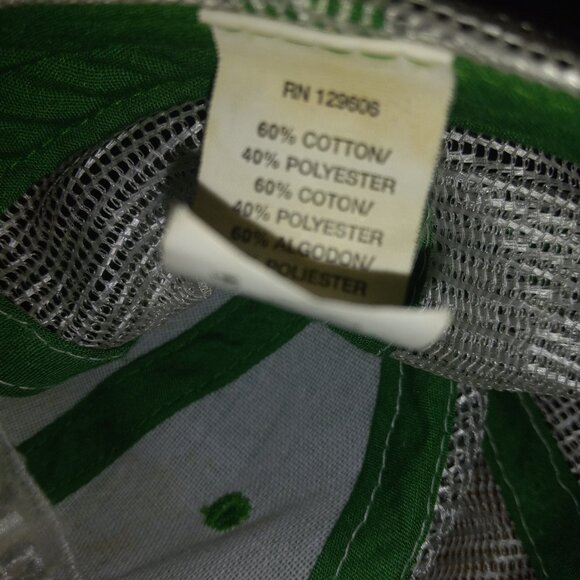 RN 129606
60% COTTON/
40% POLYESTER
60% COTON/
40% POLYESTER
60% ALGODON/
POLIESTER